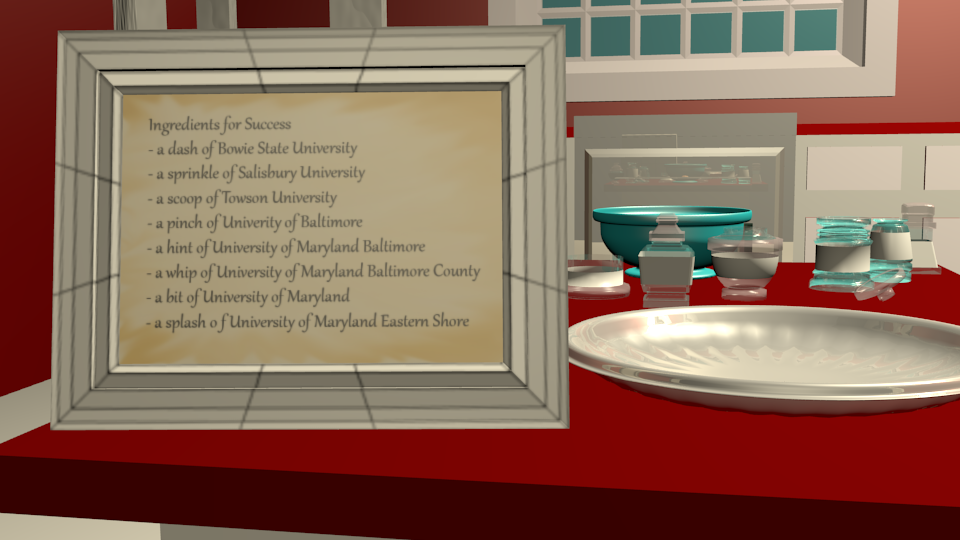 Ingredients for Success
- a dash of Bowie State University
- a sprinkle of Salisbury University
- a scoop of Towson University
- a pinch of Univerity of Baltimore
- a hint of University of Maryland Baltimore
- a whip of University of Maryland Baltimore County
- a bit of University of Maryland
- a splash of University of Maryland Eastern Shore